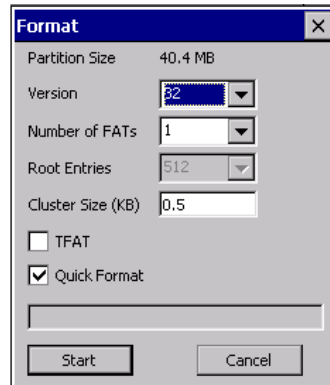 Format
Partition Size 40.4 MB
Version 32
Number of FATs 1
Root Entries 512
Cluster Size (KB) 0.5
TFAT
Quick Format
Start Cancel